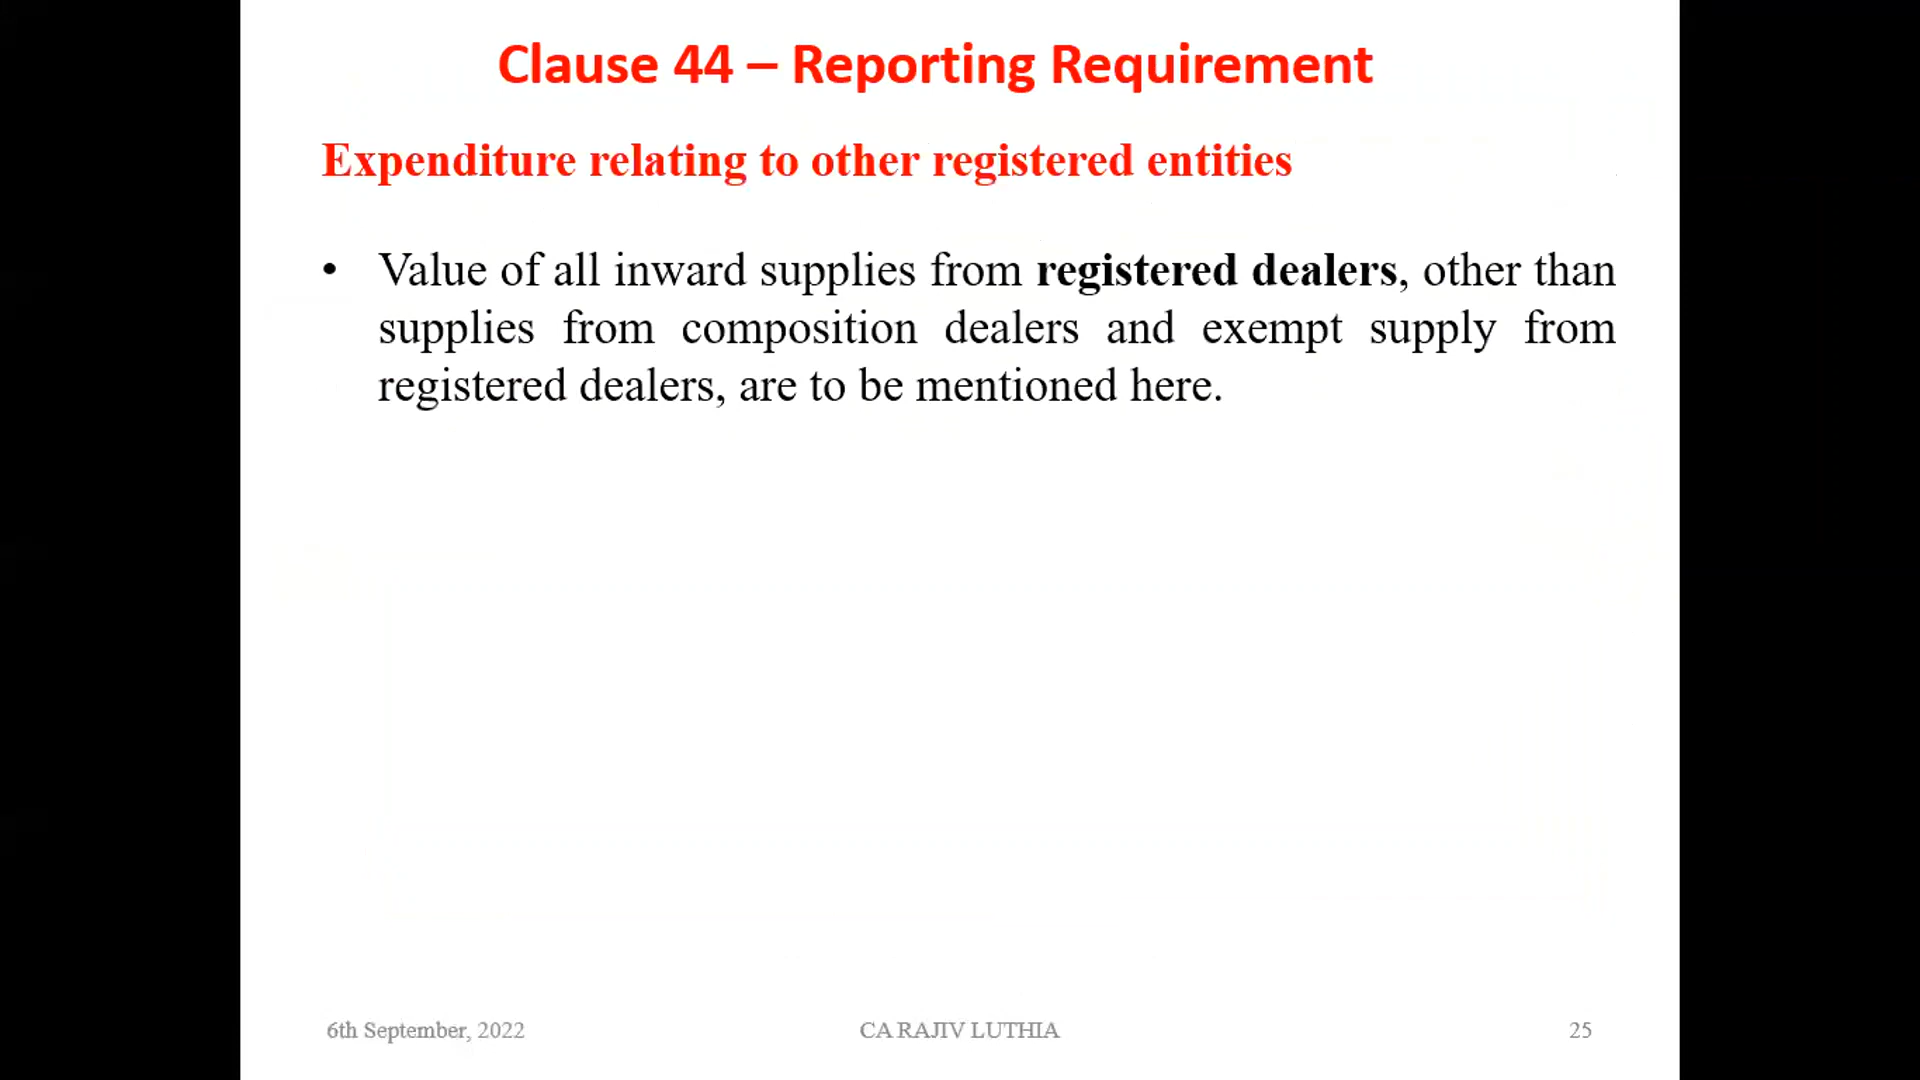 Clause 44 – Reporting Requirement
Expenditure relating to other registered entities
• Value of all inward supplies from registered dealers, other than
supplies from composition dealers and exempt supply from
registered dealers, are to be mentioned here.
6th September, 2022 CA RAJIV LUTHIA 25